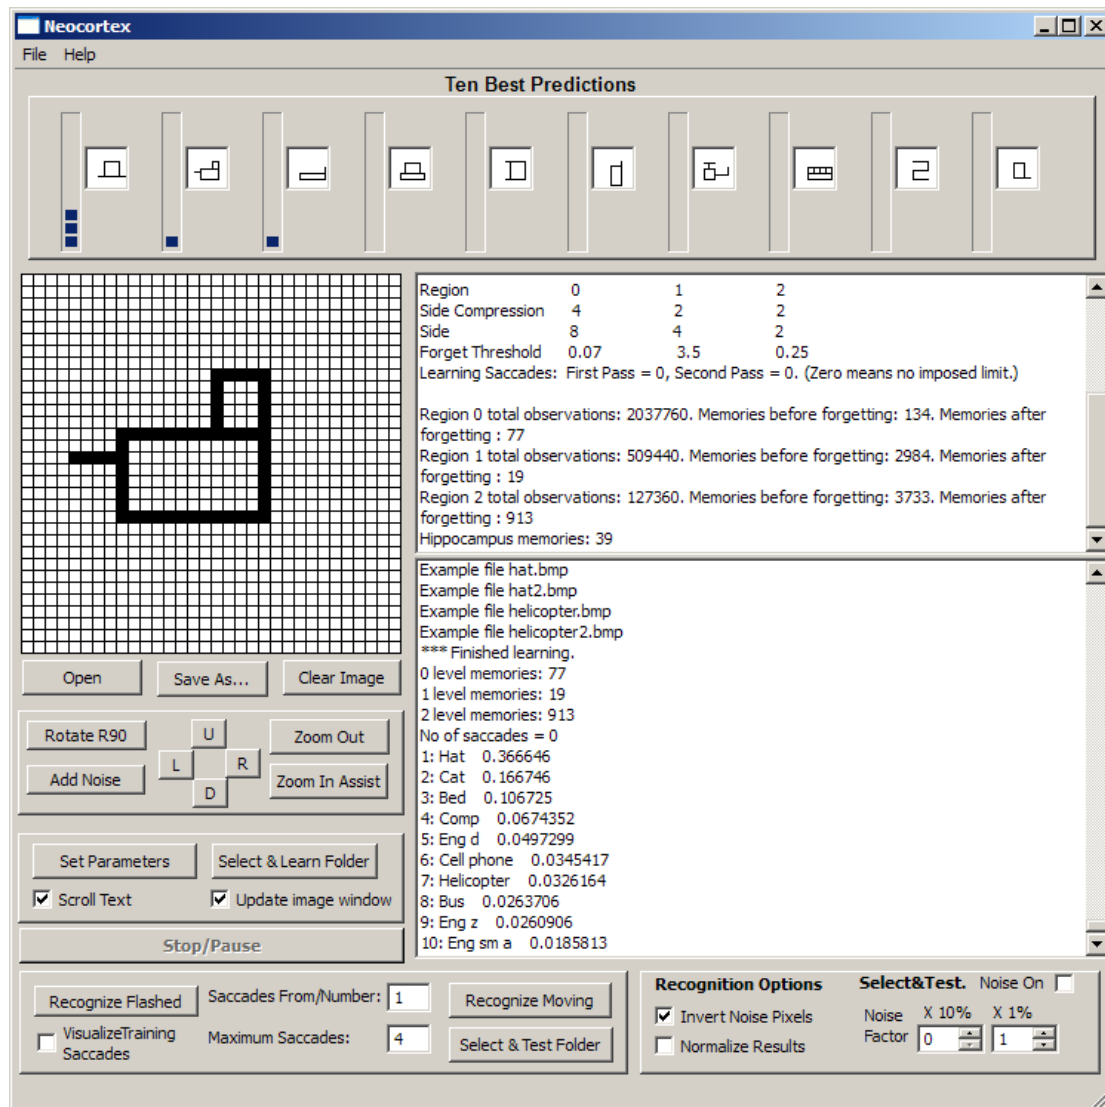 Neocortex
File Help
Ten Best Predictions
Region 0 1 2
Side Compression 4 2 2
Side 8 4 2
Forget Threshold 0.07 3.5 0.25
Learning Saccades: First Pass = 0, Second Pass = 0. (Zero means no imposed limit.)
Region 0 total observations: 2037760. Memories before forgetting: 134. Memories after
forgetting : 77
Region 1 total observations: 509440. Memories before forgetting: 2984. Memories after
forgetting : 19
Region 2 total observations: 127360. Memories before forgetting: 3733. Memories after
forgetting : 913
Hippocampus memories: 39
Example file hat.bmp
Example file hat2.bmp
Example file helicopter.bmp
Example file helicopter2.bmp
*** Finished learning.
0 level memories: 77
1 level memories: 19
2 level memories: 913
No of saccades = 0
1: Hat 0.366646
2: Cat 0.166746
3: Bed 0.106725
4: Comp 0.0674352
5: Eng d 0.0497299
6: Cell phone 0.0345417
7: Helicopter 0.0326164
8: Bus 0.0263706
9: Eng z 0.0260906
10: Eng sm a 0.0185813
Open Save As... Clear Image
Rotate R90 U Zoom Out
L R
Add Noise D Zoom In Assist
Set Parameters Select & Learn Folder
Scroll Text Update image window
Stop/Pause
Recognize Flashed Saccades From/Number: 1 Recognize Moving
VisualizeTraining
Saccades
Maximum Saccades: 4 Select & Test Folder
Recognition Options Select&Test. Noise On
Invert Noise Pixels
Normalize Results
Noise
Factor
X 10% X 1%
0 1